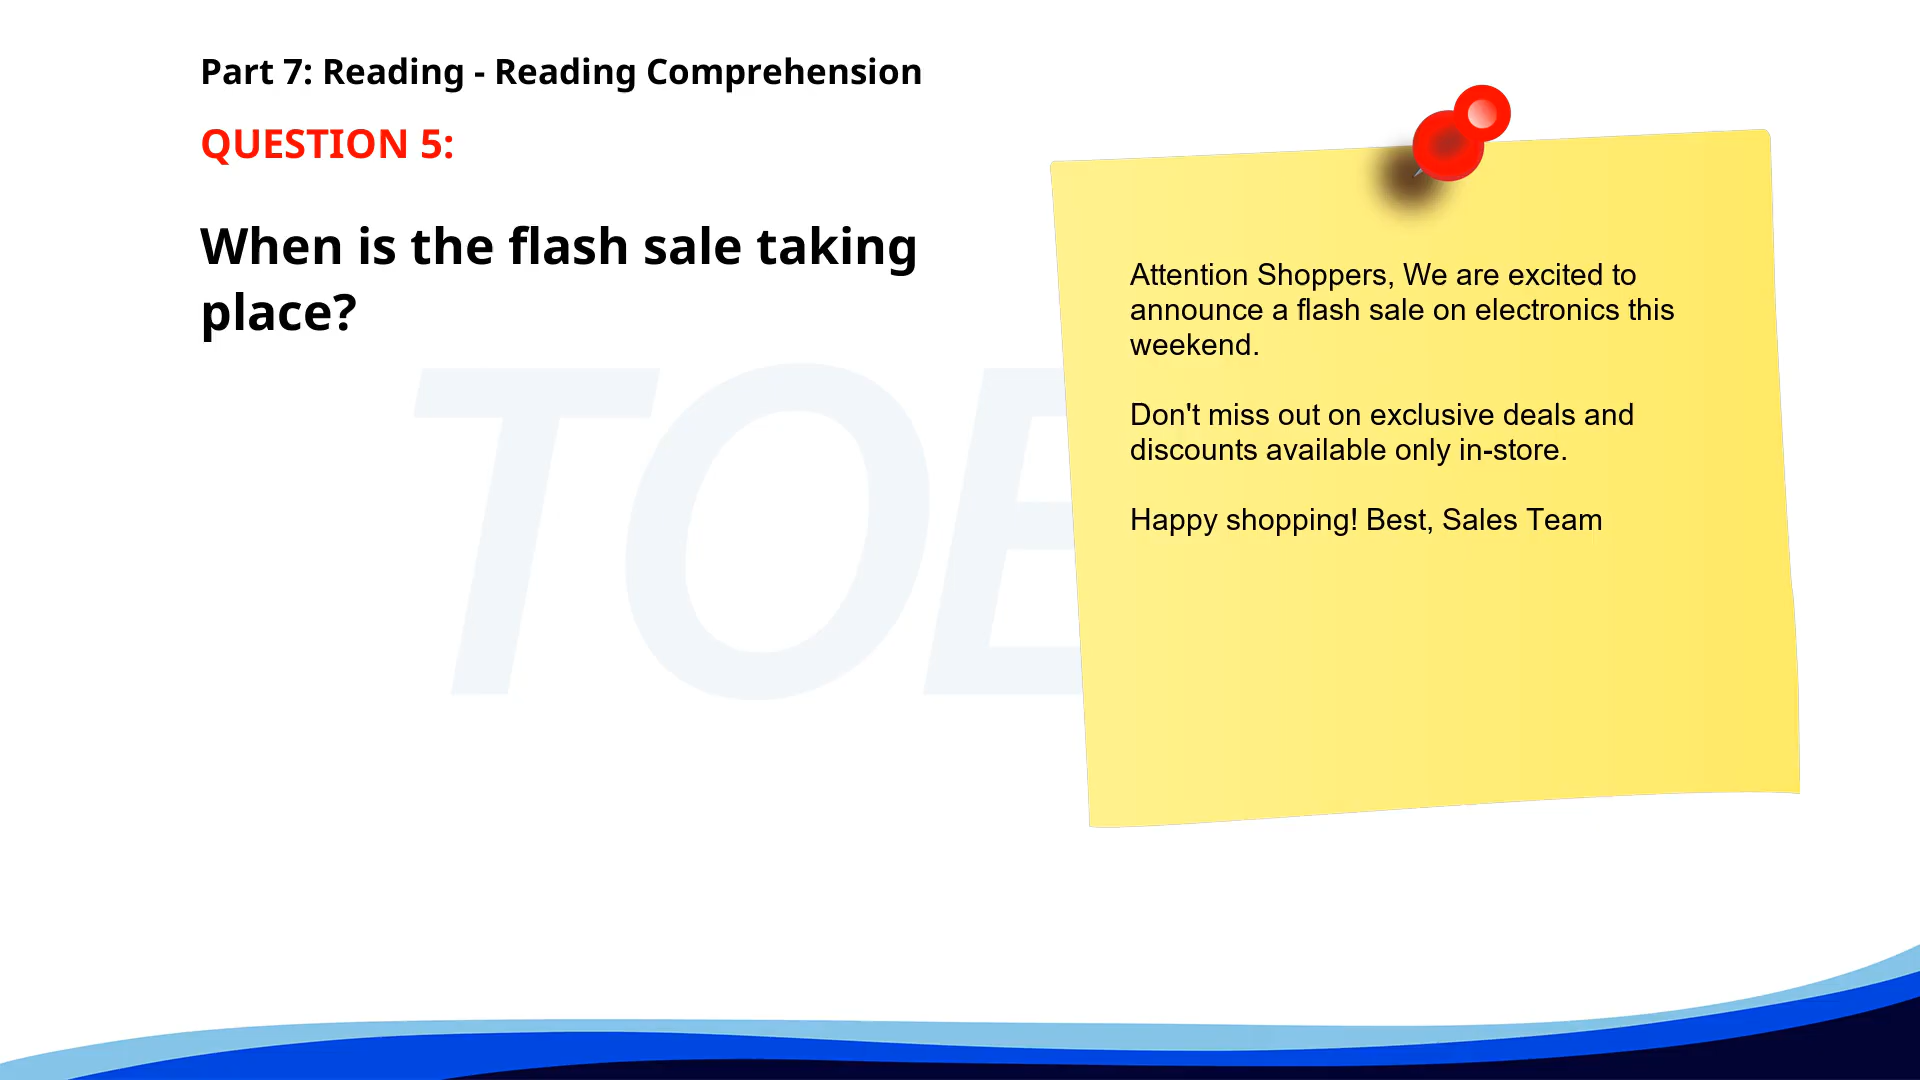 Part 7: Reading - Reading Comprehension
QUESTION 5:
When is the flash sale taking
place?
Attention Shoppers, We are excited to
announce a flash sale on electronics this
weekend.
Don't miss out on exclusive deals and
discounts available only in-store.
Happy shopping! Best, Sales Team
TOE